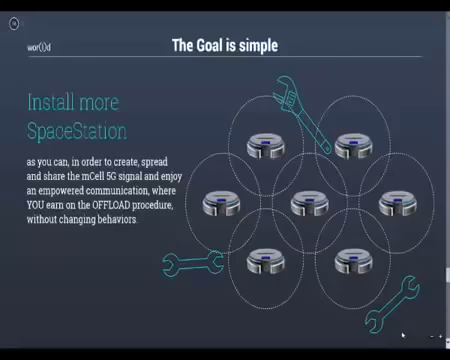 wor(i)d
The Goal is simple
Install more
SpaceStation
as you can, in order to create, spread
and share the mCell 5G signal and enjoy
an empowered communication, where
YOU earn on the OFFLOAD procedure,
without changing behaviors.